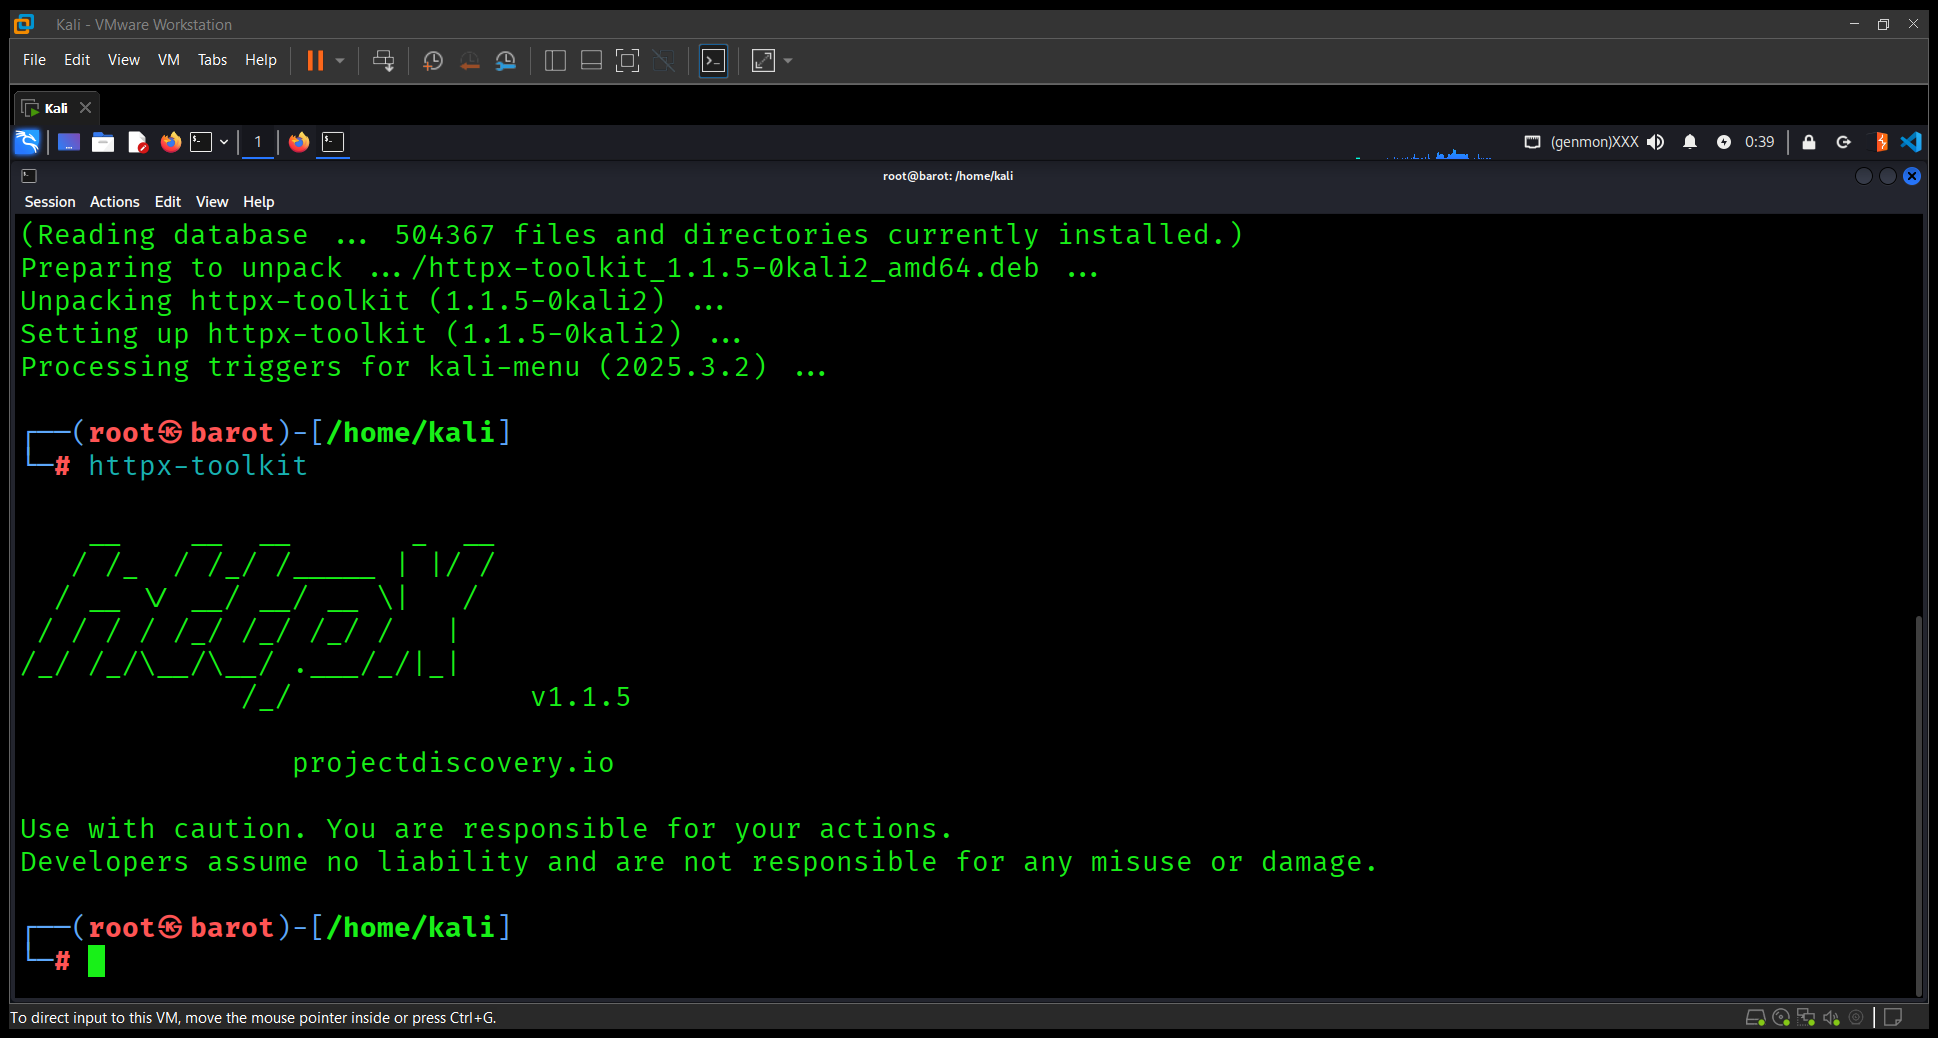 Kali - VMware Workstation
File Edit View VM Tabs Help
Kali
1
(genmon)XXX 0:39
root@barot: /home/kali
Session Actions Edit View Help
(Reading database ... 504367 files and directories currently installed.)
Preparing to unpack .../httpx-toolkit_1.1.5-0kali2_amd64.deb ...
Unpacking httpx-toolkit (1.1.5-0kali2) ...
Setting up httpx-toolkit (1.1.5-0kali2) ...
Processing triggers for kali-menu (2025.3.2) ...
┌──(root㉿barot)-[/home/kali]
└─# httpx-toolkit
httpX
v1.1.5
projectdiscovery.io
Use with caution. You are responsible for your actions.
Developers assume no liability and are not responsible for any misuse or damage.
┌──(root㉿barot)-[/home/kali]
└─#
To direct input to this VM, move the mouse pointer inside or press Ctrl+G.